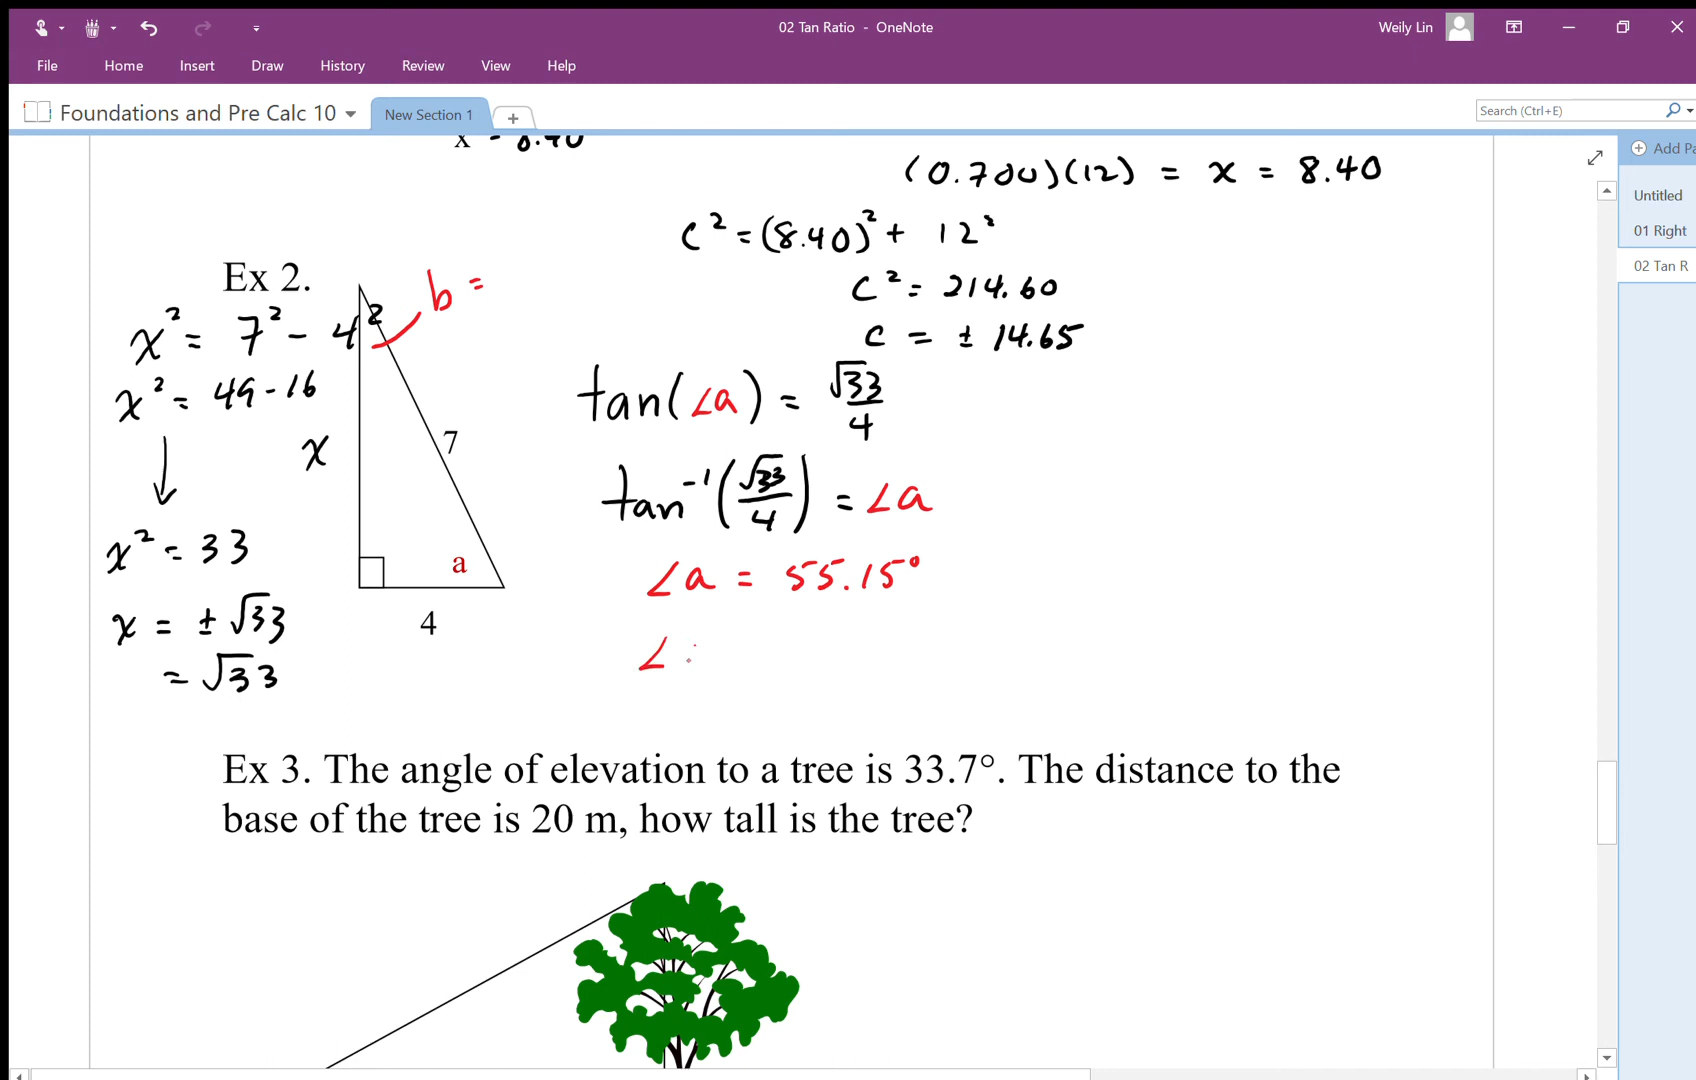 02 Tan Ratio - OneNote
Weily Lin
File Home Insert Draw History Review View Help
Foundations and Pre Calc 10
New Section 1
+
Search (Ctrl+E)
Add Pa
Untitled
01 Right
02 Tan R
x = 8.40
(0.700)(12) = x = 8.40
c² = (8.40)² + 12²
c² = 214.60
c = ± 14.65
Ex 2.
b =
x² = 7² - 4²
x² = 49 - 16
x
7
a
4
x² = 33
x = ± √33
= √33
tan(∠a) = √33/4
tan⁻¹(√33/4) = ∠a
∠a = 55.15°
∠
Ex 3. The angle of elevation to a tree is 33.7°. The distance to the
base of the tree is 20 m, how tall is the tree?